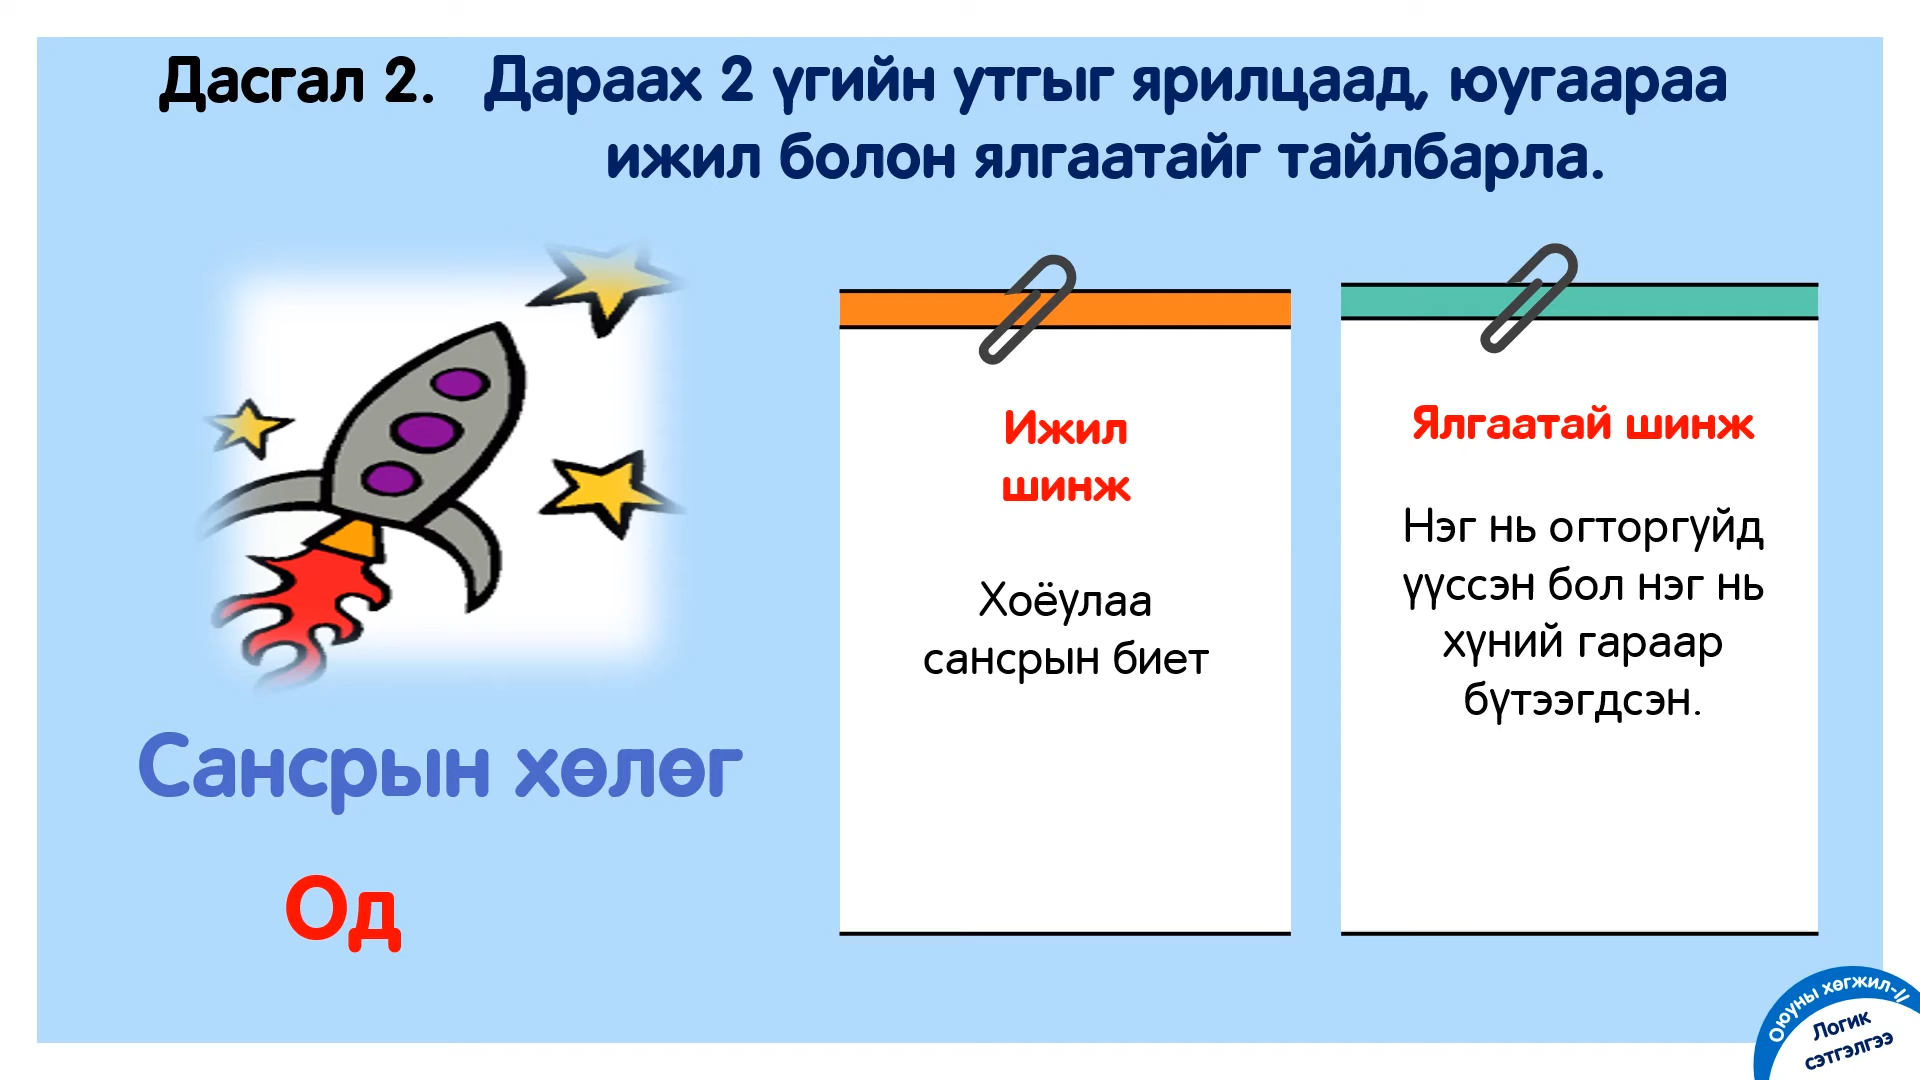 Дасгал 2. Дараах 2 үгийн утгыг ярилцаад, юугаараа
ижил болон ялгаатайг тайлбарла.
Сансрын хөлөг
Од
Ижил
шинж
Хоёулаа
сансрын биет
Ялгаатай шинж
Нэг нь огторгуйд
үүссэн бол нэг нь
хүний гараар
бүтээгдсэн.
Оюуны хөгжил-II
Логик
сэтгэлгээ